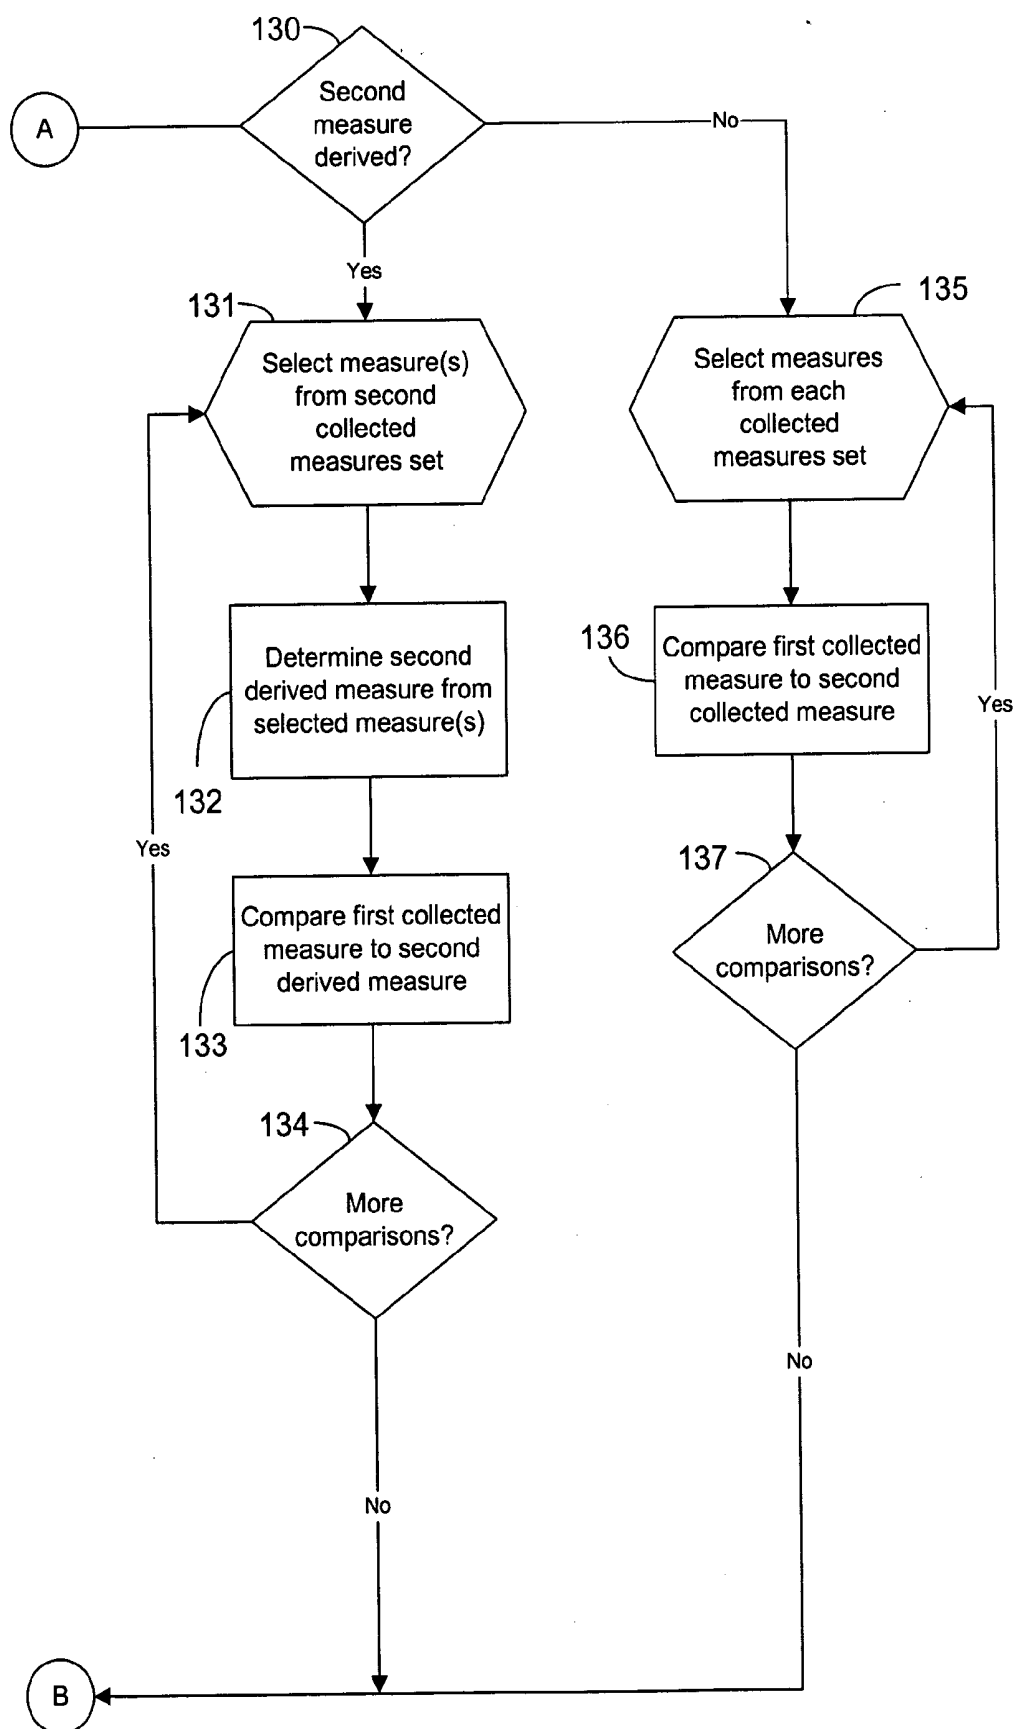 130
A
Second
measure
derived?
No
Yes
131
Select measure(s)
from second
collected
measures set
135
Select measures
from each
collected
measures set
Determine second
derived measure from
selected measure(s)
132
136
Compare first collected
measure to second
collected measure
Yes
Yes
137
More
comparisons?
Compare first collected
measure to second
derived measure
133
134
More
comparisons?
No
No
B